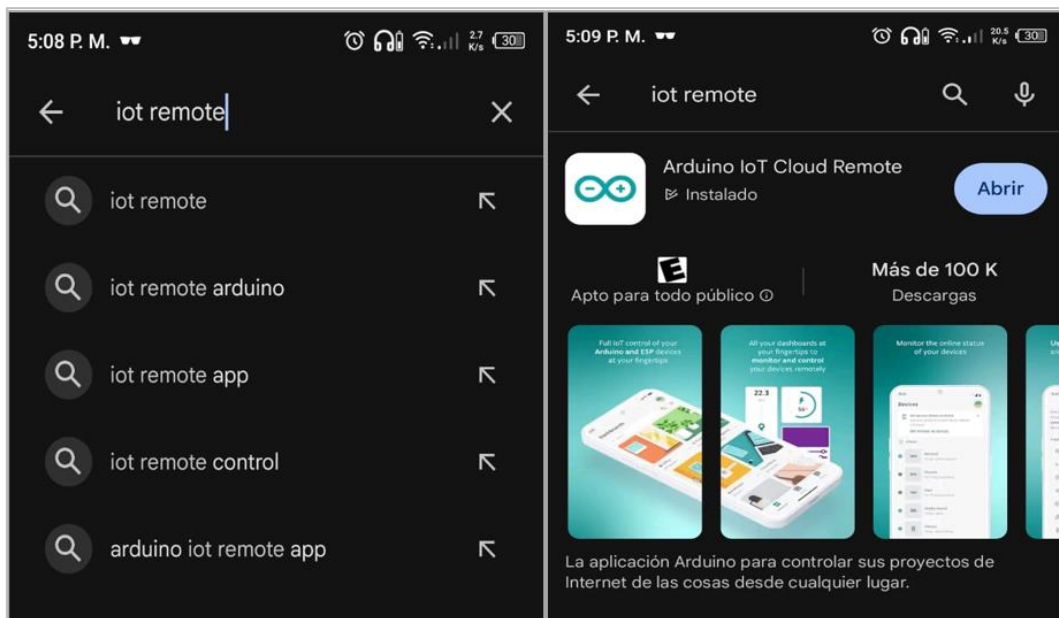 5:08 P. M.
2.7
K/s
30
iot remote
iot remote
iot remote arduino
iot remote app
iot remote control
arduino iot remote app
5:09 P. M.
20.5
K/s
30
iot remote
Arduino IoT Cloud Remote
Instalado
Abrir
E
Apto para todo público
Más de 100 K
Descargas
Full IoT control of your
Arduino and ESP devices
at your fingertips
All your dashboards at
your fingertips to
monitor and control
your devices remotely
22.3
Dashboards
Monitor the online status
of your devices
Devices
La aplicación Arduino para controlar sus proyectos de
Internet de las cosas desde cualquier lugar.